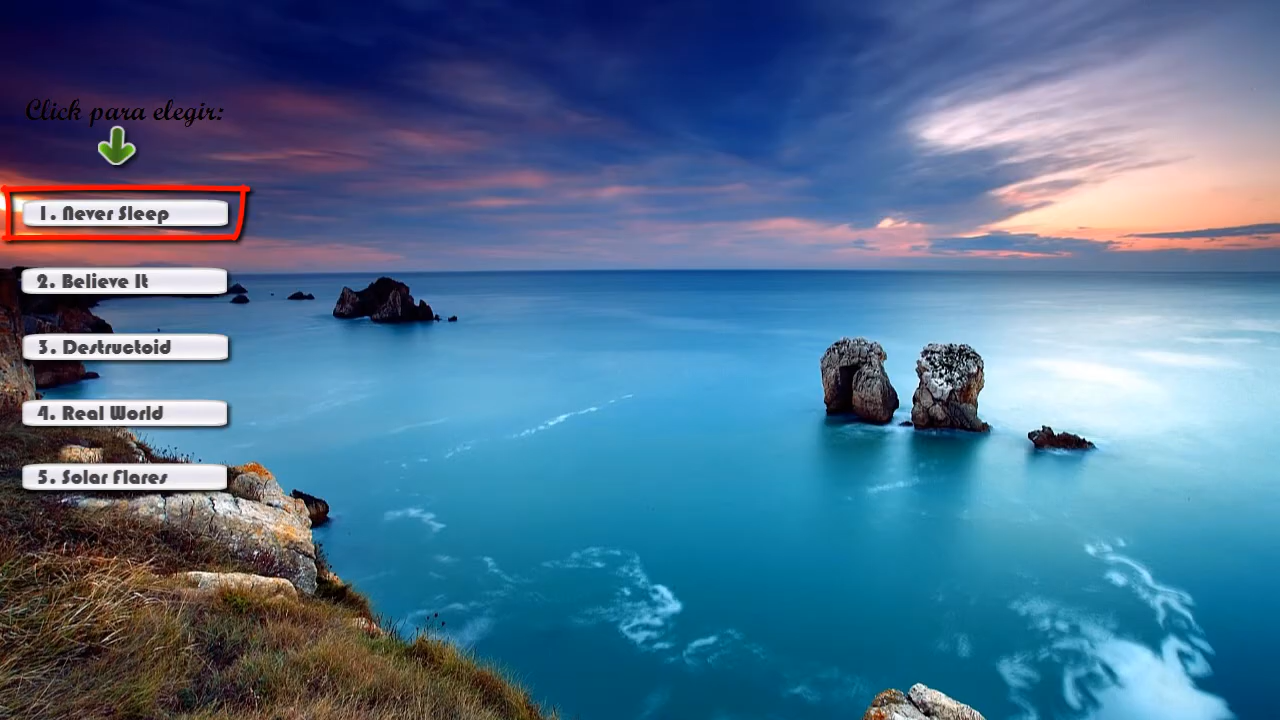 Click para elegir:
1. Never Sleep
2. Believe It
3. Destructoid
4. Real World
5. Solar Flares